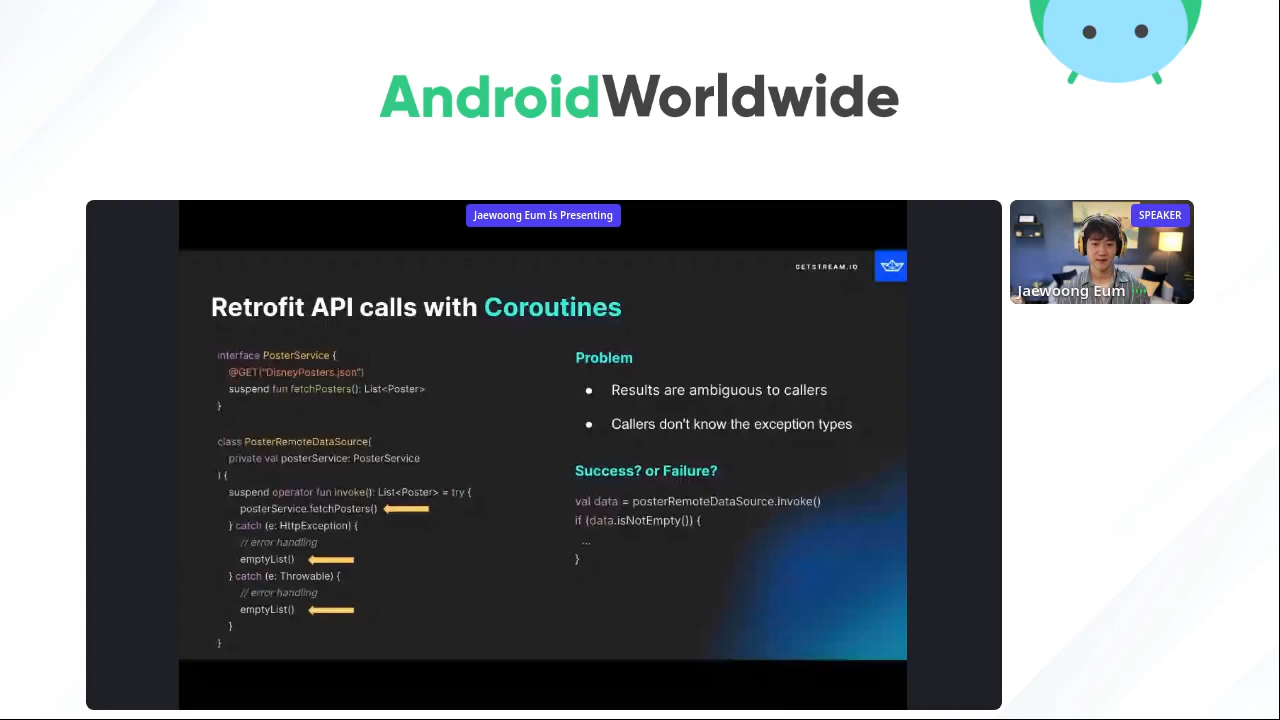 AndroidWorldwide
Jaewoong Eum Is Presenting
SPEAKER
Jaewoong Eum
GETSTREAM.IO
Retrofit API calls with Coroutines
interface PosterService {
@GET("DisneyPosters.json")
suspend fun fetchPosters(): List<Poster>
}
class PosterRemoteDataSource(
private val posterService: PosterService
) {
suspend operator fun invoke(): List<Poster> = try {
posterService.fetchPosters()
} catch (e: HttpException) {
// error handling
emptyList()
} catch (e: Throwable) {
// error handling
emptyList()
}
}
Problem
● Results are ambiguous to callers
● Callers don't know the exception types
Success? or Failure?
val data = posterRemoteDataSource.invoke()
if (data.isNotEmpty()) {
...
}